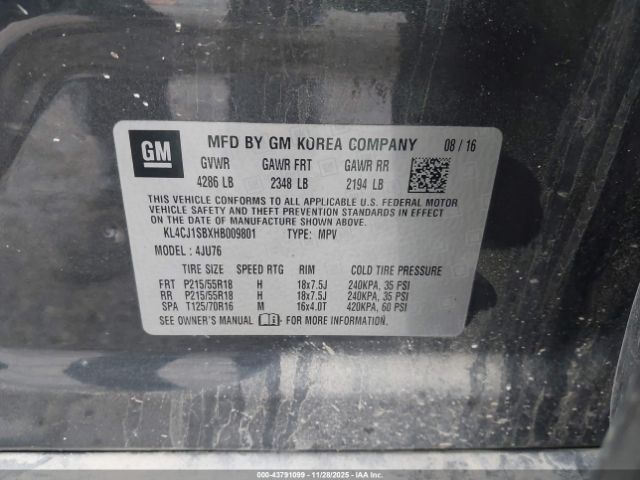 GM MFD BY GM KOREA COMPANY 08 / 16
GVWR GAWR FRT GAWR RR
4286 LB 2348 LB 2194 LB
THIS VEHICLE CONFORMS TO ALL APPLICABLE U.S. FEDERAL MOTOR
VEHICLE SAFETY AND THEFT PREVENTION STANDARDS IN EFFECT
ON THE DATE OF MANUFACTURE SHOWN ABOVE.
KL4CJ1SBXHB009801 TYPE: MPV
MODEL : 4JU76
TIRE SIZE SPEED RTG RIM COLD TIRE PRESSURE
FRT P215/55R18 H 18x7.5J 240KPA, 35 PSI
RR P215/55R18 H 18x7.5J 240KPA, 35 PSI
SPA T125/70R16 M 16x4.0T 420KPA, 60 PSI
SEE OWNER'S MANUAL FOR MORE INFORMATION.
000-43791099 - 11/28/2025 - IAAI.COM